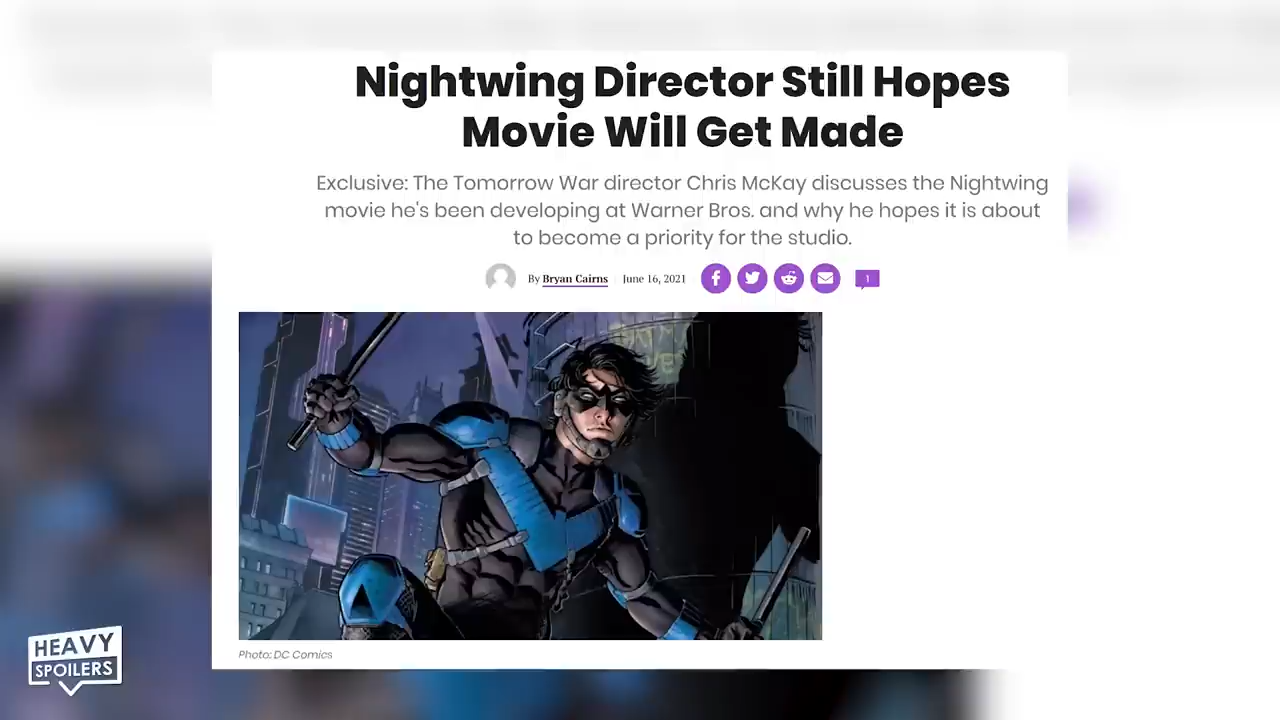 Nightwing Director Still Hopes
Movie Will Get Made
Exclusive: The Tomorrow War director Chris McKay discusses the Nightwing
movie he's been developing at Warner Bros. and why he hopes it is about
to become a priority for the studio.
By Bryan Cairns June 16, 2021 1
Photo: DC Comics
HEAVY
SPOILERS